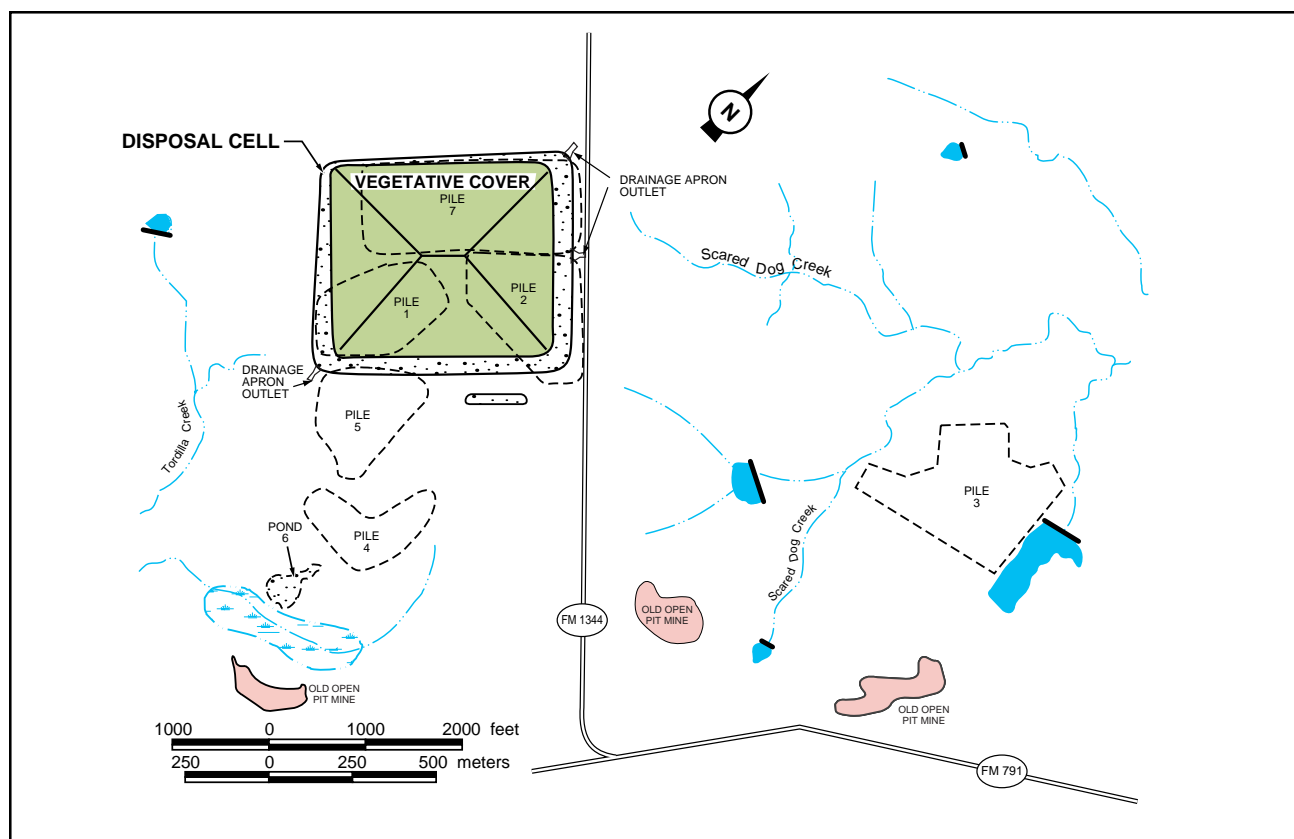 N
DISPOSAL CELL
VEGETATIVE COVER
PILE
7
DRAINAGE APRON
OUTLET
Scared Dog Creek
PILE
1
PILE
2
DRAINAGE
APRON
OUTLET
PILE
5
Tordilla Creek
PILE
3
POND
6
PILE
4
Scared Dog Creek
OLD OPEN
PIT MINE
FM 1344
OLD OPEN
PIT MINE
OLD OPEN
PIT MINE
1000 0 1000 2000 feet
250 0 250 500 meters
FM 791